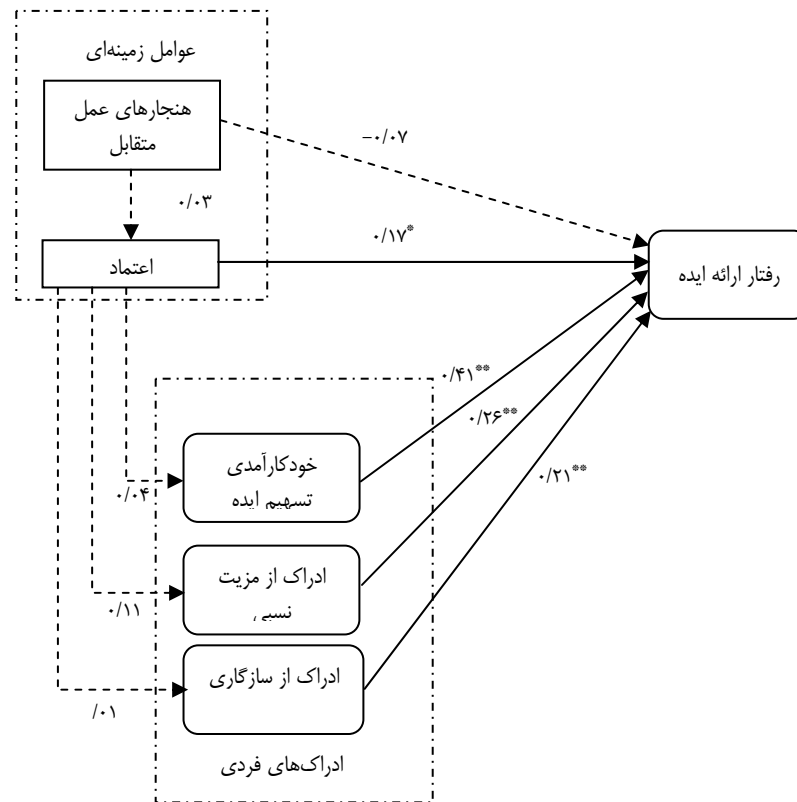 عوامل زمینه‌ای
هنجارهای عمل
متقابل
-۰/۰۷
۰/۰۳
۰/۱۷*
اعتماد
رفتار ارائه ایده
۰/۴۱**
۰/۲۶**
خودکارآمدی
تسهیم ایده
۰/۰۴
۰/۲۱**
ادراک از مزیت
نسبی
۰/۱۱
ادراک از سازگاری
/۰۱
ادراک‌های فردی